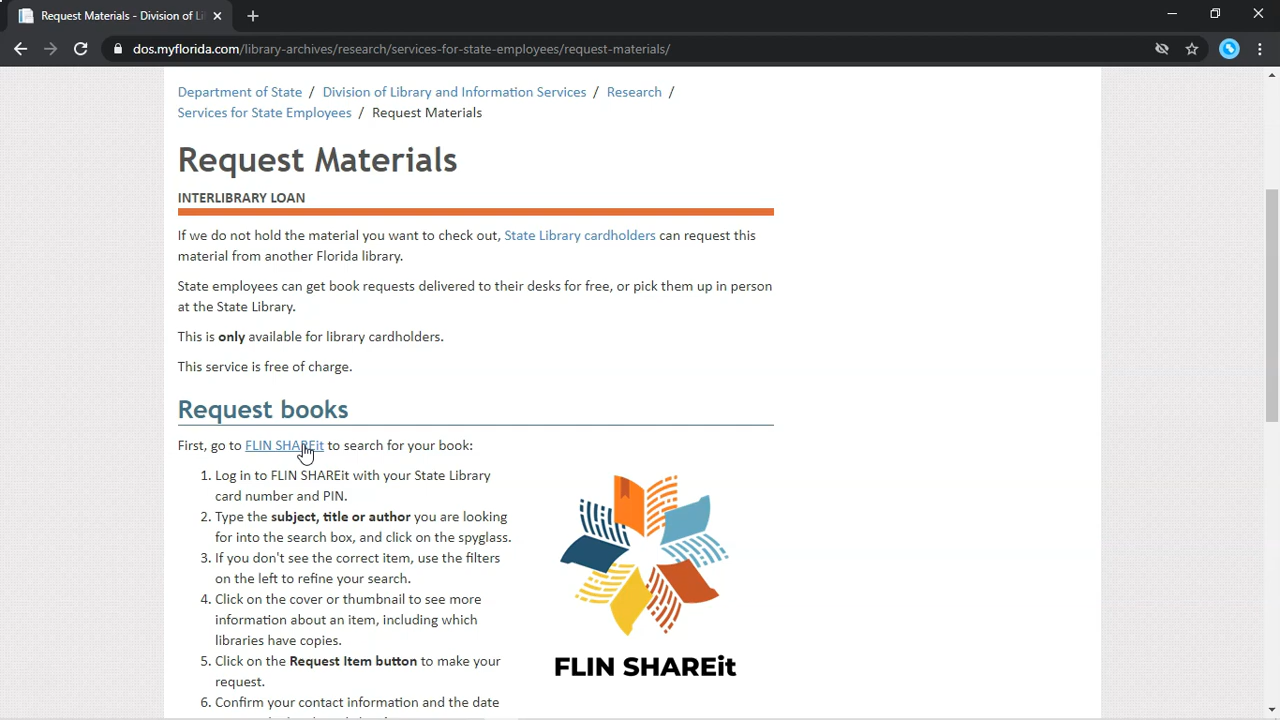 Request Materials - Division of Li
dos.myflorida.com/library-archives/research/services-for-state-employees/request-materials/
Department of State / Division of Library and Information Services / Research /
Services for State Employees / Request Materials
Request Materials
INTERLIBRARY LOAN
If we do not hold the material you want to check out, State Library cardholders can request this
material from another Florida library.
State employees can get book requests delivered to their desks for free, or pick them up in person
at the State Library.
This is only available for library cardholders.
This service is free of charge.
Request books
First, go to FLIN SHAREit to search for your book:
1. Log in to FLIN SHAREit with your State Library
card number and PIN.
2. Type the subject, title or author you are looking
for into the search box, and click on the spyglass.
3. If you don't see the correct item, use the filters
on the left to refine your search.
4. Click on the cover or thumbnail to see more
information about an item, including which
libraries have copies.
5. Click on the Request Item button to make your
request.
6. Confirm your contact information and the date
FLIN SHAREit